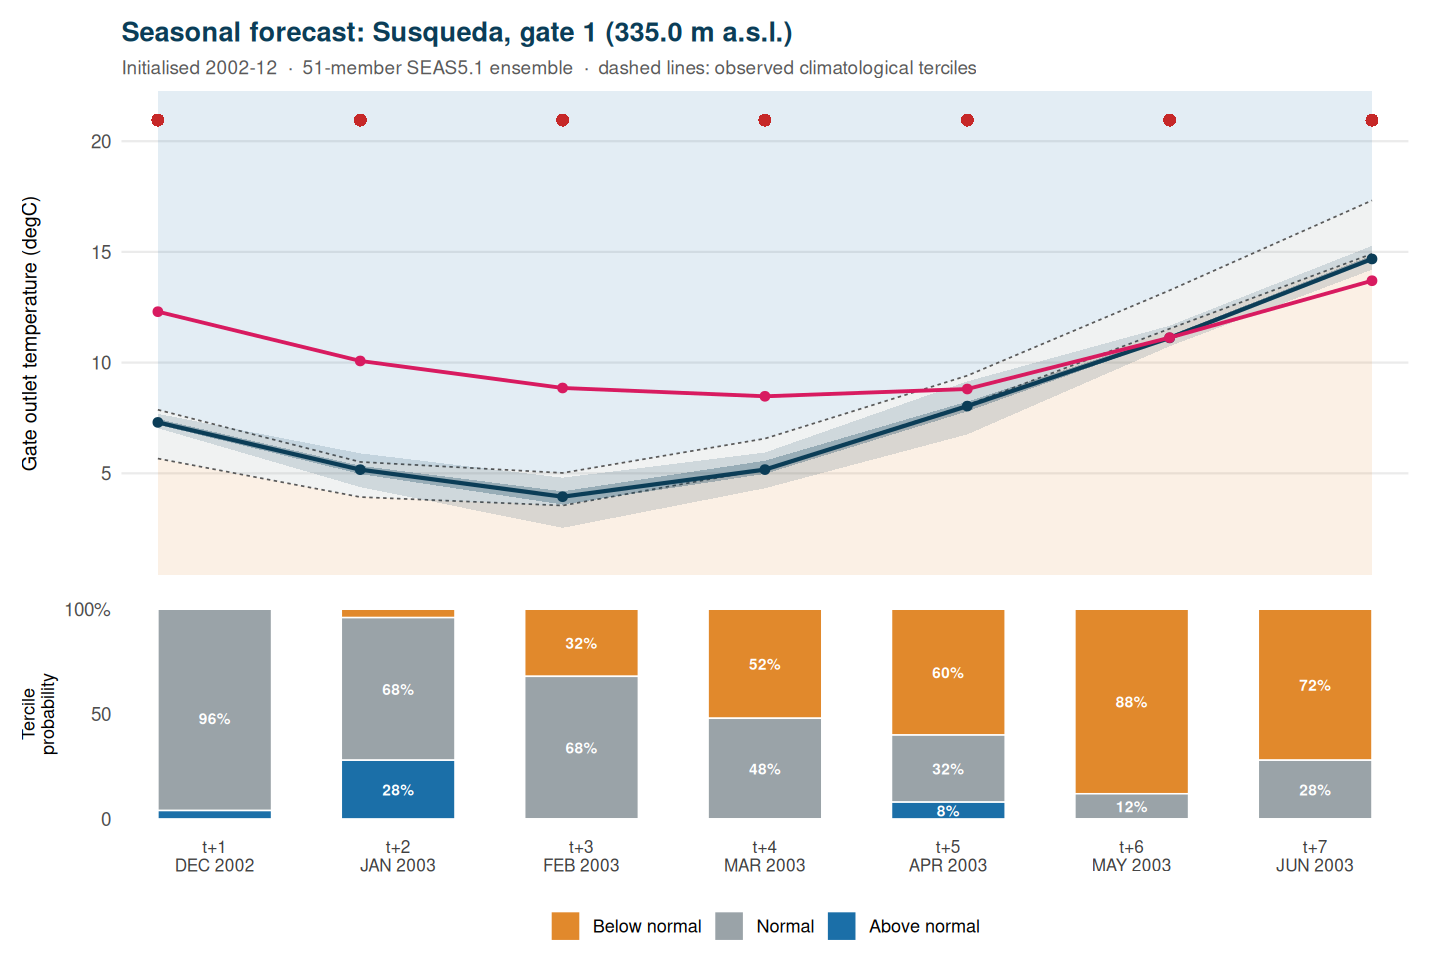 Seasonal forecast: Susqueda, gate 1 (335.0 m a.s.l.)
Initialised 2002-12 · 51-member SEAS5.1 ensemble · dashed lines: observed climatological terciles
Gate outlet temperature (degC)
20
15
10
5
Tercile
probability
100%
50
0
96%
68%
28%
32%
68%
52%
48%
60%
32%
8%
88%
12%
72%
28%
t+1
DEC 2002
t+2
JAN 2003
t+3
FEB 2003
t+4
MAR 2003
t+5
APR 2003
t+6
MAY 2003
t+7
JUN 2003
Below normal
Normal
Above normal